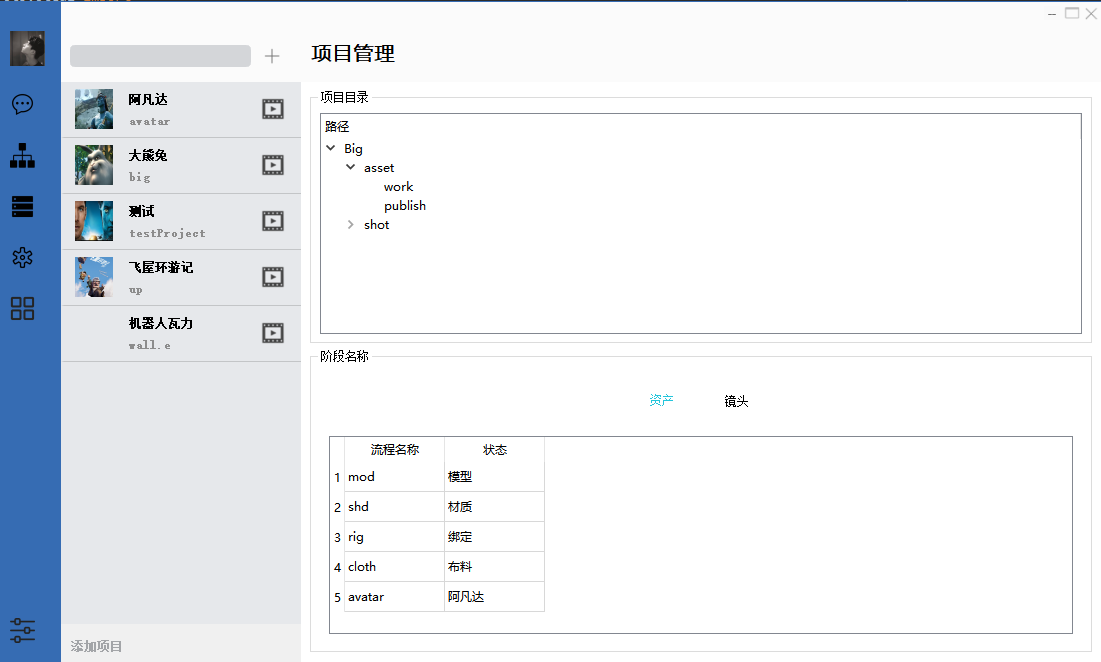 项目管理
阿凡达
avatar
大熊兔
big
测试
testProject
飞屋环游记
up
机器人瓦力
wall.e
添加项目
项目目录
路径
Big
asset
work
publish
shot
阶段名称
资产 镜头
流程名称 状态
1 mod 模型
2 shd 材质
3 rig 绑定
4 cloth 布料
5 avatar 阿凡达